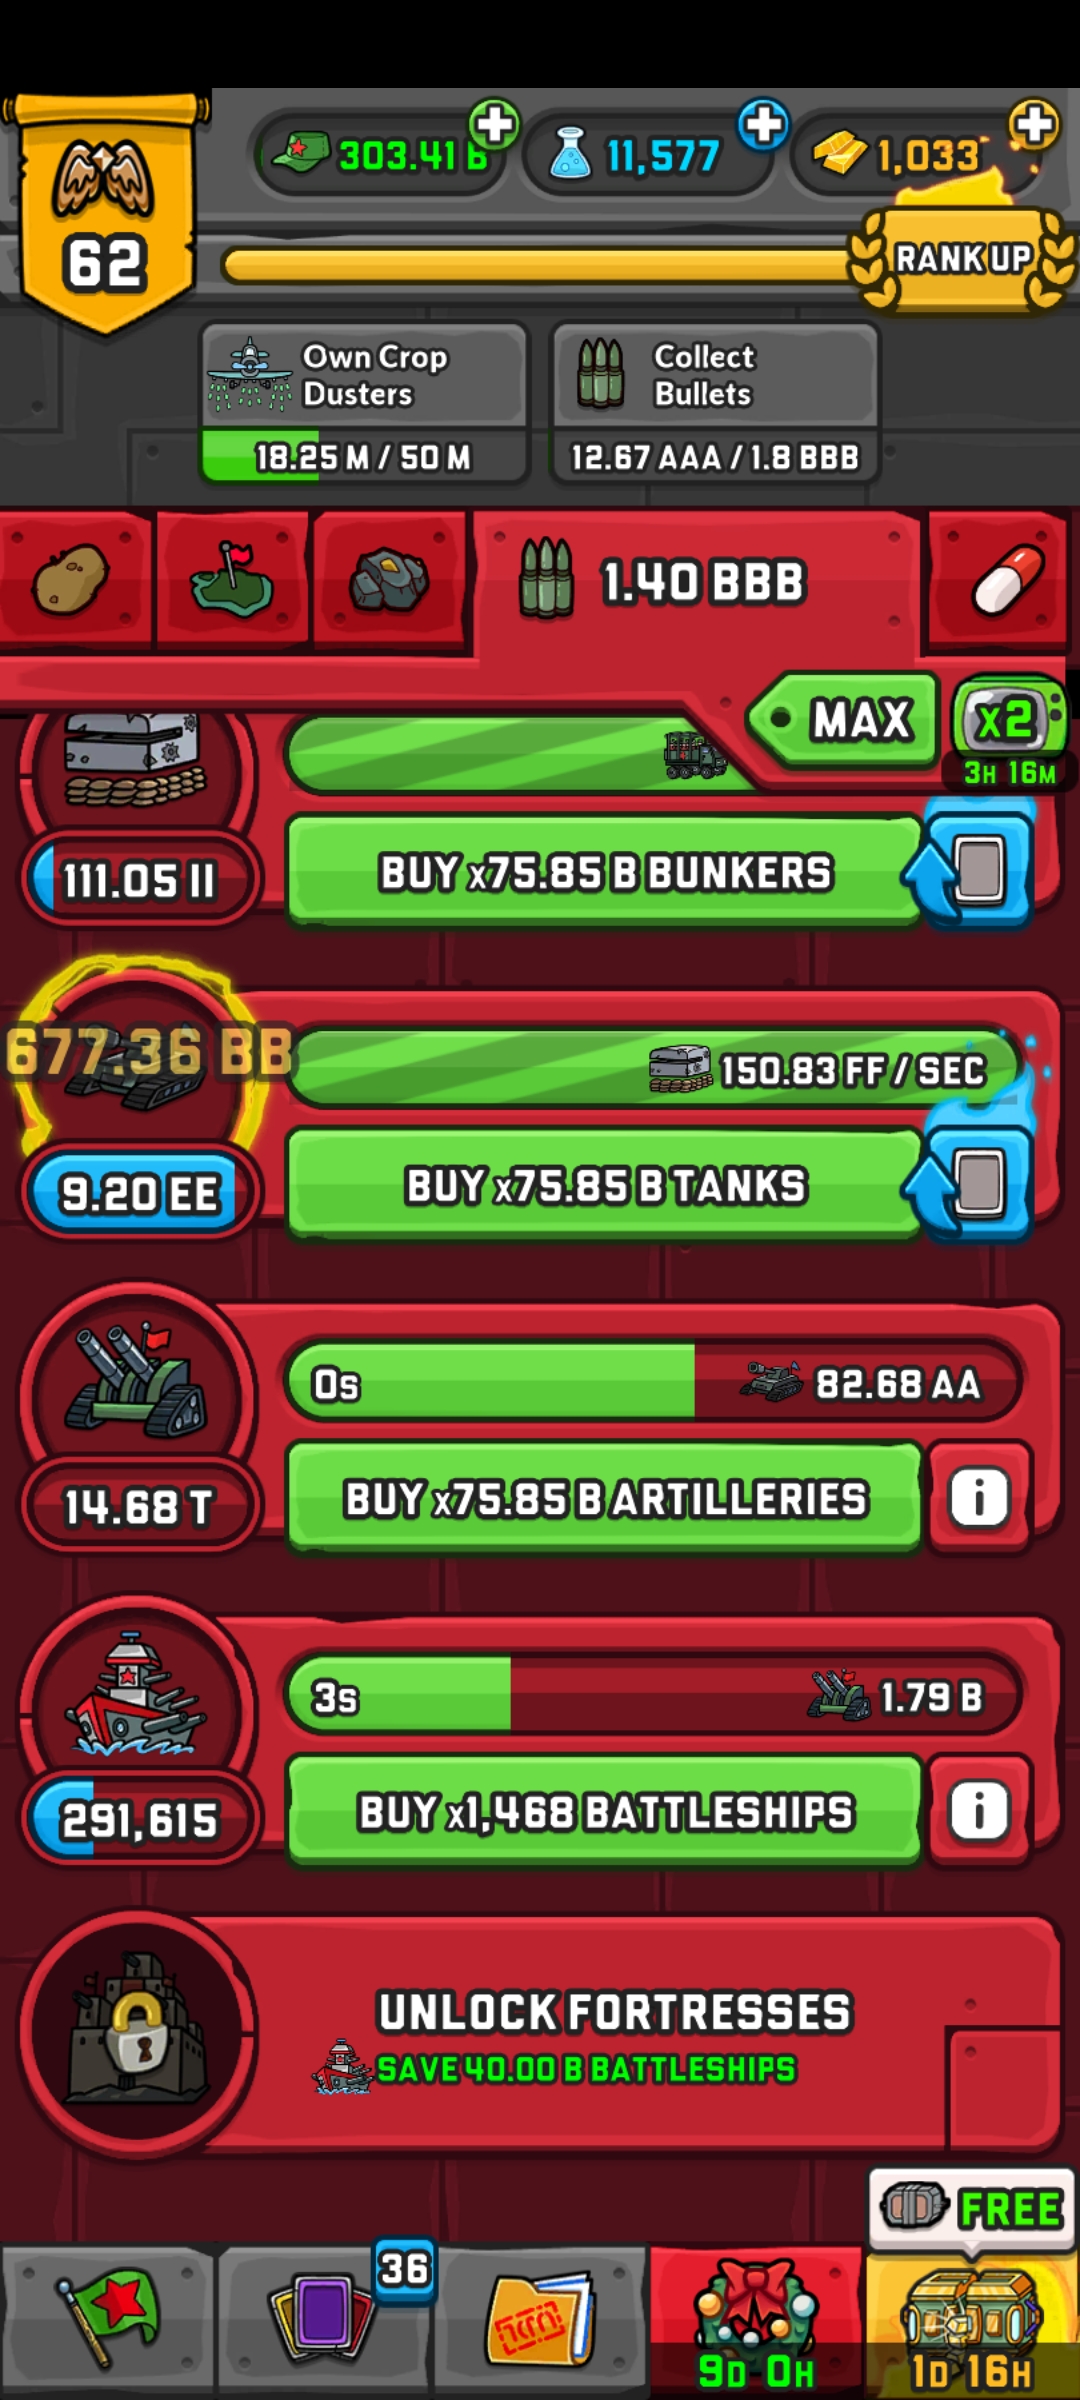 62
303.41 B
11,577
1,033
RANK UP
Own Crop
Dusters
18.25 M / 50 M
Collect
Bullets
12.67 AAA / 1.8 BBB
1.40 BBB
MAX
x2
3H 16M
111.05 II
BUY x75.85 B BUNKERS
677.36 BB
150.83 FF / SEC
9.20 EE
BUY x75.85 B TANKS
0s
82.68 AA
14.68 T
BUY x75.85 B ARTILLERIES
i
3s
1.79 B
291,615
BUY x1,468 BATTLESHIPS
i
UNLOCK FORTRESSES
SAVE 40.00 B BATTLESHIPS
FREE
36
9D 0H
1D 16H